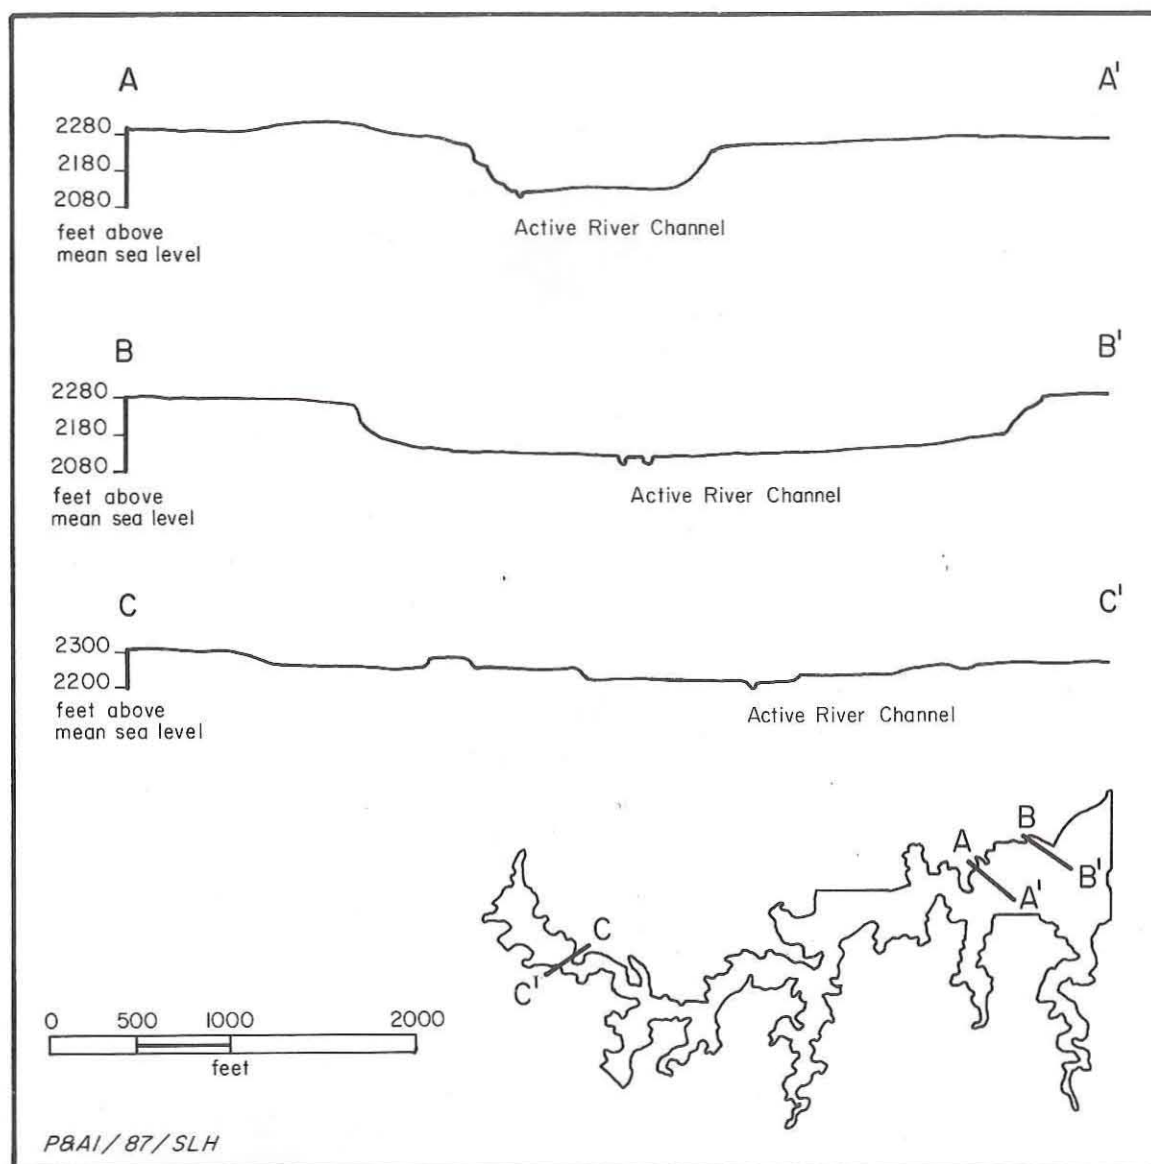 A A'
2280
2180
2080
feet above
mean sea level
Active River Channel
B B'
2280
2180
2080
feet above
mean sea level
Active River Channel
C C'
2300
2200
feet above
mean sea level
Active River Channel
A
B
A'
B'
C
C'
0 500 1000 2000
feet
P&AI/87/SLH